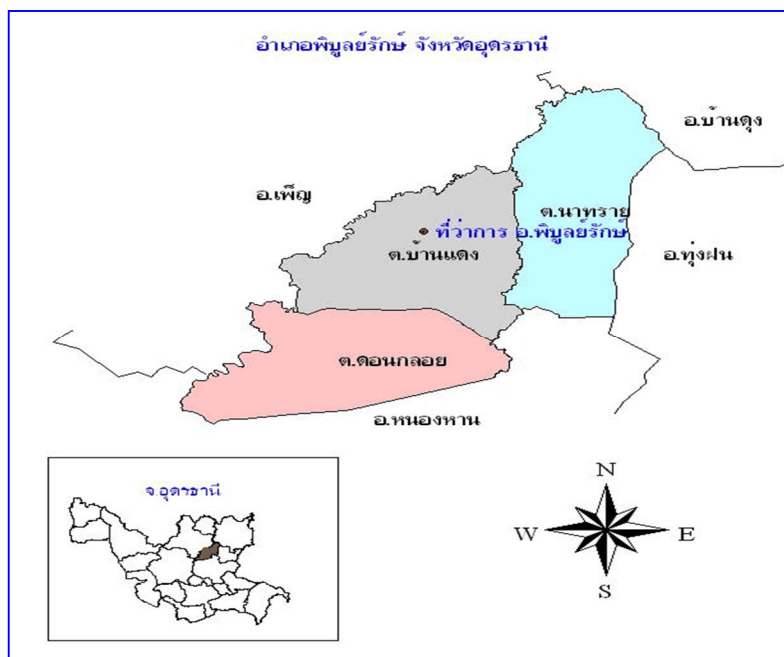 อำเภอพิบูลย์รักษ์ จังหวัดอุดรธานี
อ.บ้านดุง
อ.เพ็ญ
ต.นาทราย
ที่ว่าการ อ.พิบูลย์รักษ์
ต.บ้านแดง
อ.ทุ่งฝน
ต.ดอนกลอย
อ.หนองหาน
จ.อุดรธานี
N
W E
S